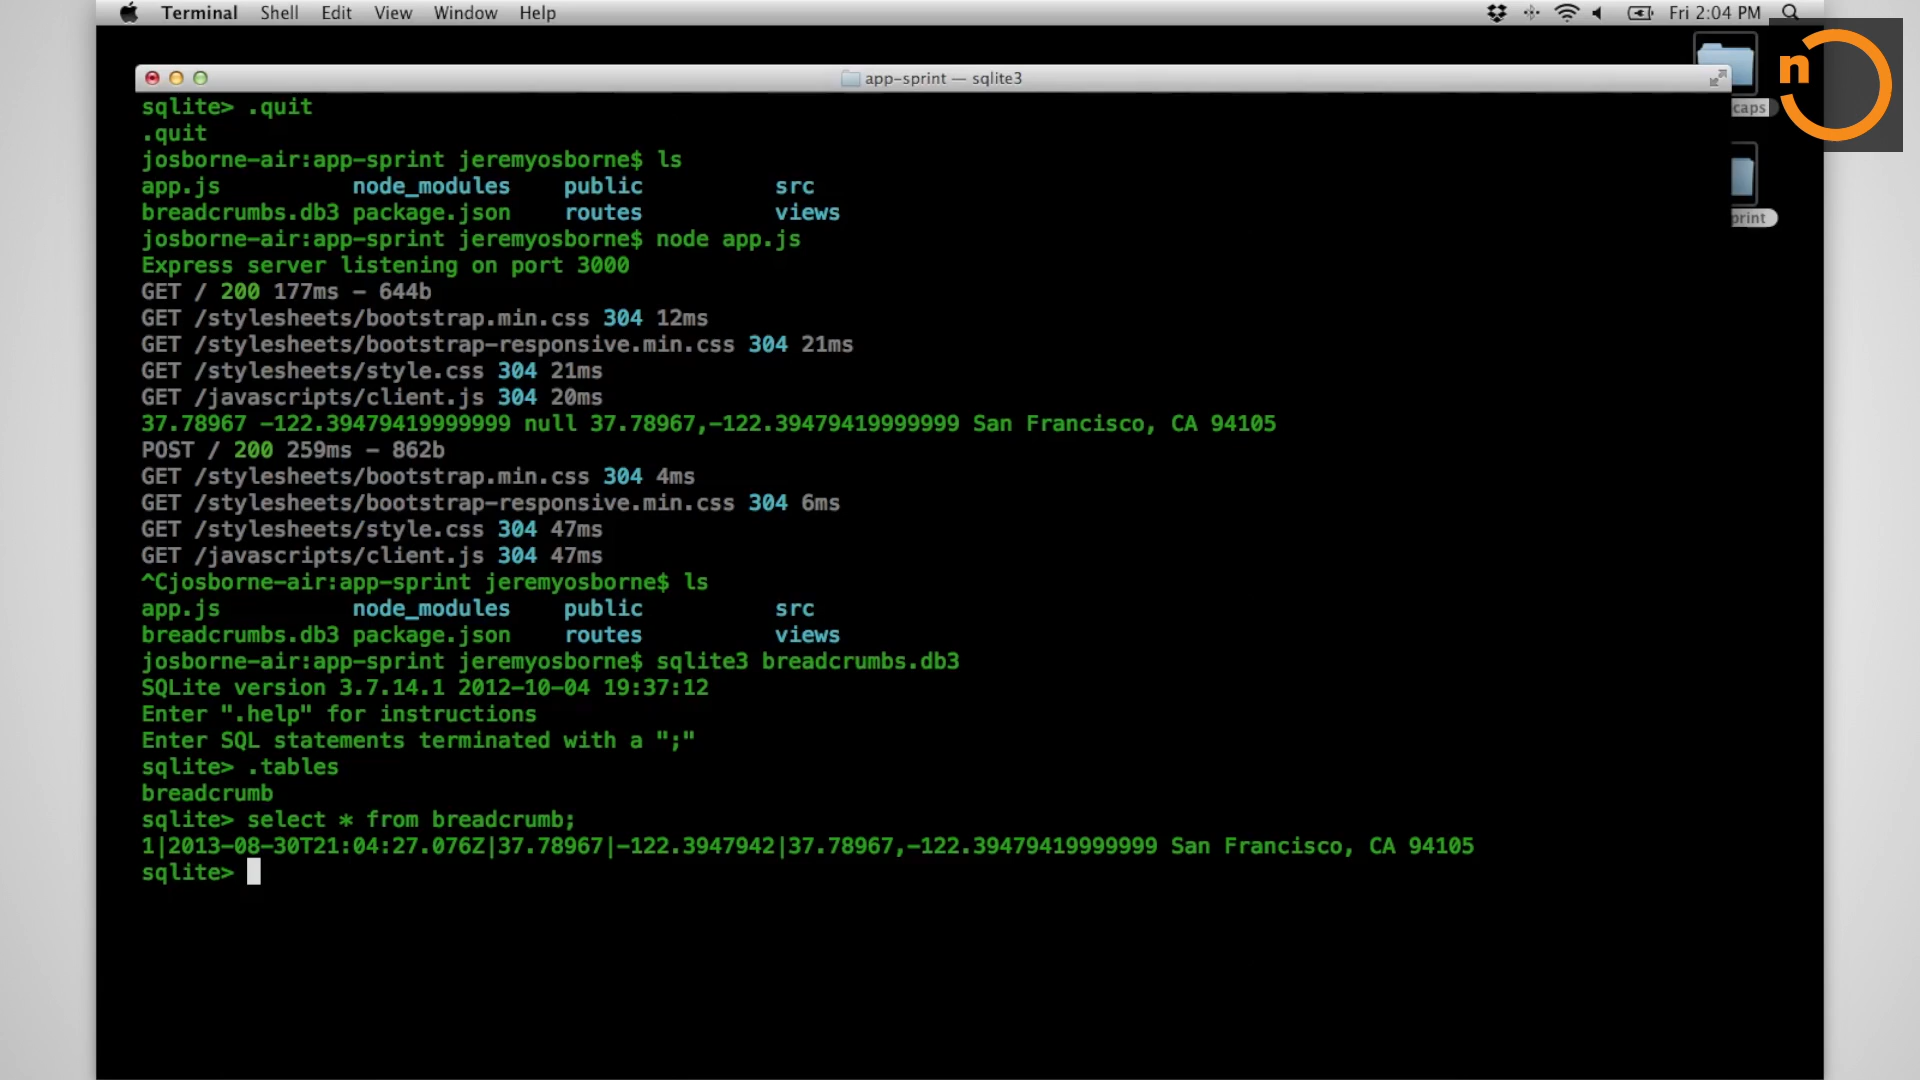 Terminal Shell Edit View Window Help Fri 2:04 PM
n
app-sprint — sqlite3
caps
print
sqlite> .quit
.quit
josborne-air:app-sprint jeremyosborne$ ls
app.js node_modules public src
breadcrumbs.db3 package.json routes views
josborne-air:app-sprint jeremyosborne$ node app.js
Express server listening on port 3000
GET / 200 177ms - 644b
GET /stylesheets/bootstrap.min.css 304 12ms
GET /stylesheets/bootstrap-responsive.min.css 304 21ms
GET /stylesheets/style.css 304 21ms
GET /javascripts/client.js 304 20ms
37.78967 -122.39479419999999 null 37.78967,-122.39479419999999 San Francisco, CA 94105
POST / 200 259ms - 862b
GET /stylesheets/bootstrap.min.css 304 4ms
GET /stylesheets/bootstrap-responsive.min.css 304 6ms
GET /stylesheets/style.css 304 47ms
GET /javascripts/client.js 304 47ms
^Cjosborne-air:app-sprint jeremyosborne$ ls
app.js node_modules public src
breadcrumbs.db3 package.json routes views
josborne-air:app-sprint jeremyosborne$ sqlite3 breadcrumbs.db3
SQLite version 3.7.14.1 2012-10-04 19:37:12
Enter ".help" for instructions
Enter SQL statements terminated with a ";"
sqlite> .tables
breadcrumb
sqlite> select * from breadcrumb;
1|2013-08-30T21:04:27.076Z|37.78967|-122.3947942|37.78967,-122.39479419999999 San Francisco, CA 94105
sqlite>